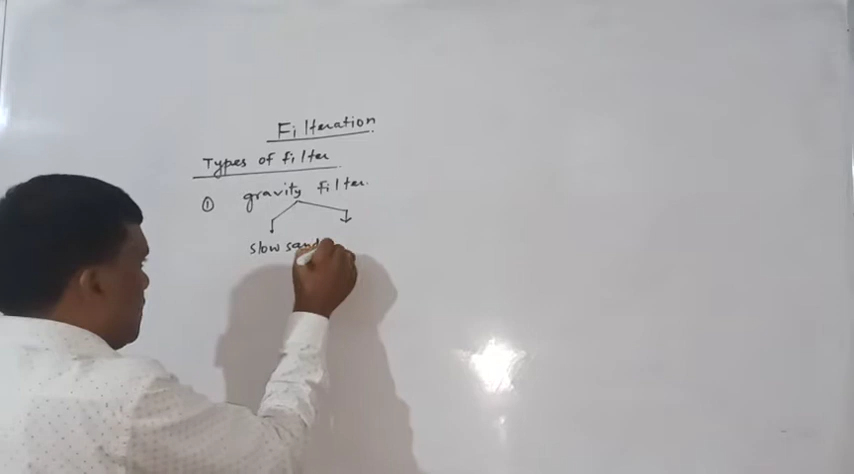 Filteration
Types of filter
① gravity filter.
slow sand